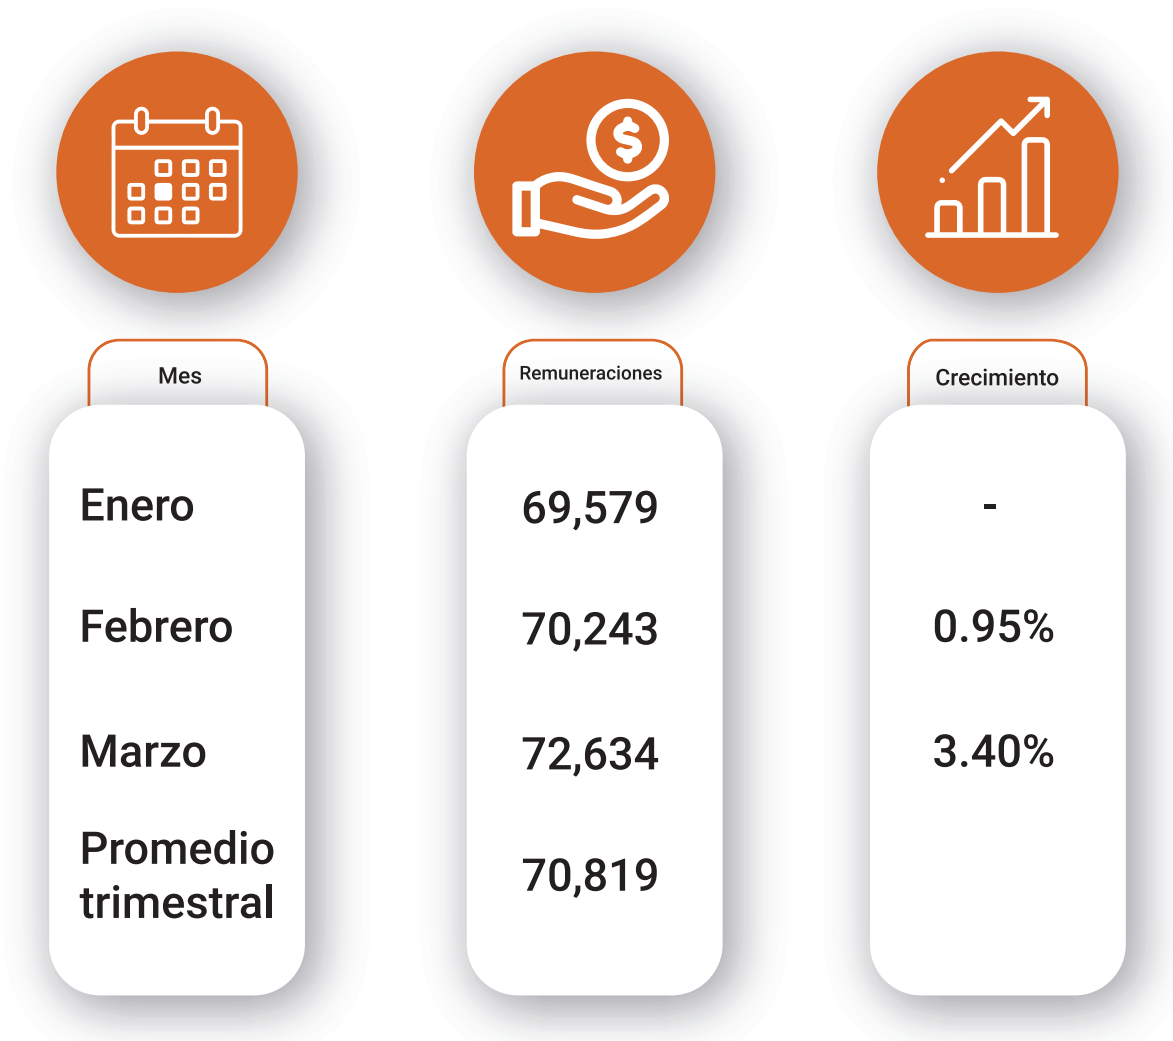 Mes Remuneraciones Crecimiento
Enero 69,579 -
Febrero 70,243 0.95%
Marzo 72,634 3.40%
Promedio
trimestral 70,819